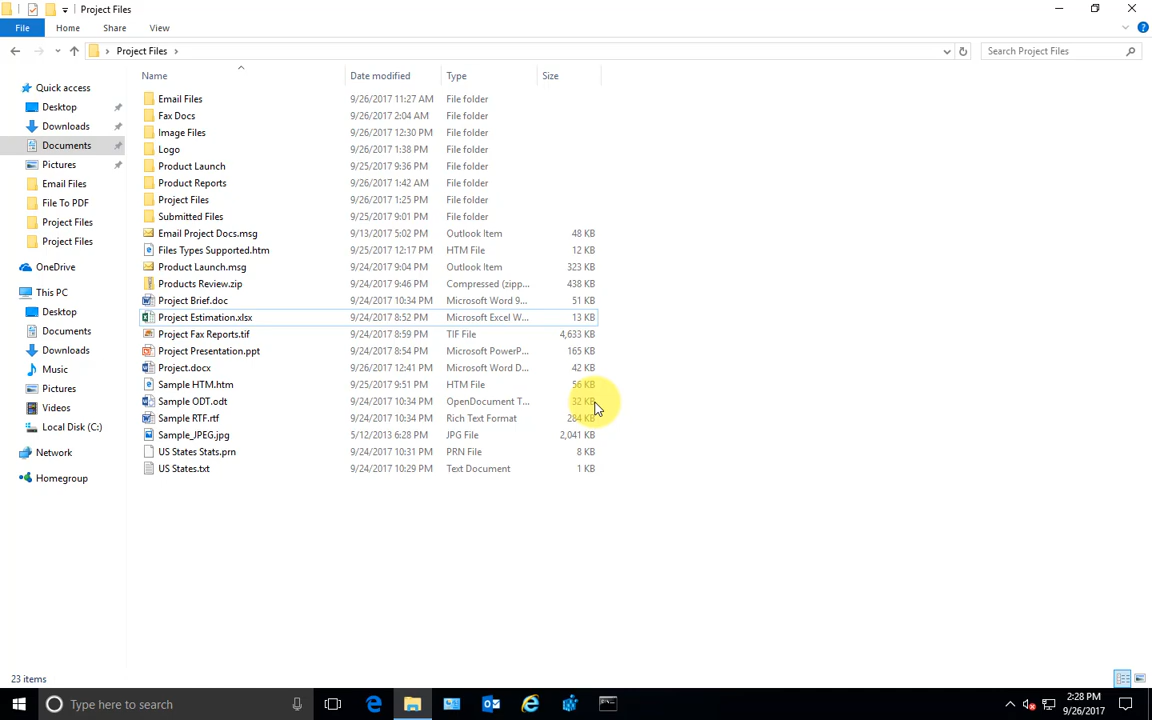 Project Files
File Home Share View
Project Files Search Project Files
Name Date modified Type Size
Quick access
Desktop
Downloads
Documents
Pictures
Email Files
File To PDF
Project Files
Project Files
OneDrive
This PC
Desktop
Documents
Downloads
Music
Pictures
Videos
Local Disk (C:)
Network
Homegroup
Email Files 9/26/2017 11:27 AM File folder
Fax Docs 9/26/2017 2:04 AM File folder
Image Files 9/26/2017 12:30 PM File folder
Logo 9/26/2017 1:38 PM File folder
Product Launch 9/25/2017 9:36 PM File folder
Product Reports 9/26/2017 1:42 AM File folder
Project Files 9/26/2017 1:25 PM File folder
Submitted Files 9/25/2017 9:01 PM File folder
Email Project Docs.msg 9/13/2017 5:02 PM Outlook Item 48 KB
Files Types Supported.htm 9/25/2017 12:17 PM HTM File 12 KB
Product Launch.msg 9/24/2017 9:04 PM Outlook Item 323 KB
Products Review.zip 9/24/2017 9:46 PM Compressed (zipp... 438 KB
Project Brief.doc 9/24/2017 10:34 PM Microsoft Word 9... 51 KB
Project Estimation.xlsx 9/24/2017 8:52 PM Microsoft Excel W... 13 KB
Project Fax Reports.tif 9/24/2017 8:59 PM TIF File 4,633 KB
Project Presentation.ppt 9/24/2017 8:54 PM Microsoft PowerP... 165 KB
Project.docx 9/26/2017 12:41 PM Microsoft Word D... 42 KB
Sample HTM.htm 9/25/2017 9:51 PM HTM File 56 KB
Sample ODT.odt 9/24/2017 10:34 PM OpenDocument T... 32 KB
Sample RTF.rtf 9/24/2017 10:34 PM Rich Text Format 284 KB
Sample_JPEG.jpg 5/12/2013 6:28 PM JPG File 2,041 KB
US States Stats.prn 9/24/2017 10:31 PM PRN File 8 KB
US States.txt 9/24/2017 10:29 PM Text Document 1 KB
23 items
Type here to search
2:28 PM
9/26/2017